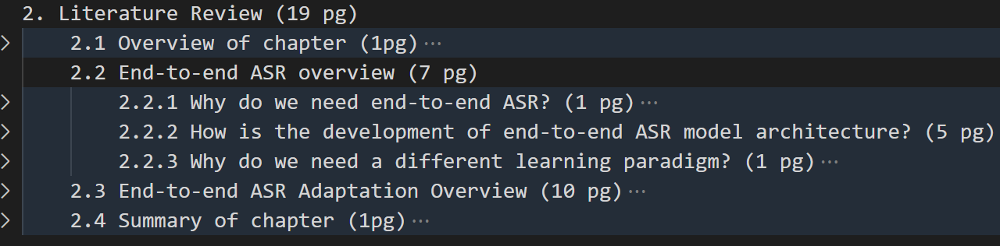 2. Literature Review (19 pg)
2.1 Overview of chapter (1pg)···
2.2 End-to-end ASR overview (7 pg)
2.2.1 Why do we need end-to-end ASR? (1 pg)···
2.2.2 How is the development of end-to-end ASR model architecture? (5 pg)
2.2.3 Why do we need a different learning paradigm? (1 pg)···
2.3 End-to-end ASR Adaptation Overview (10 pg)···
2.4 Summary of chapter (1pg)···